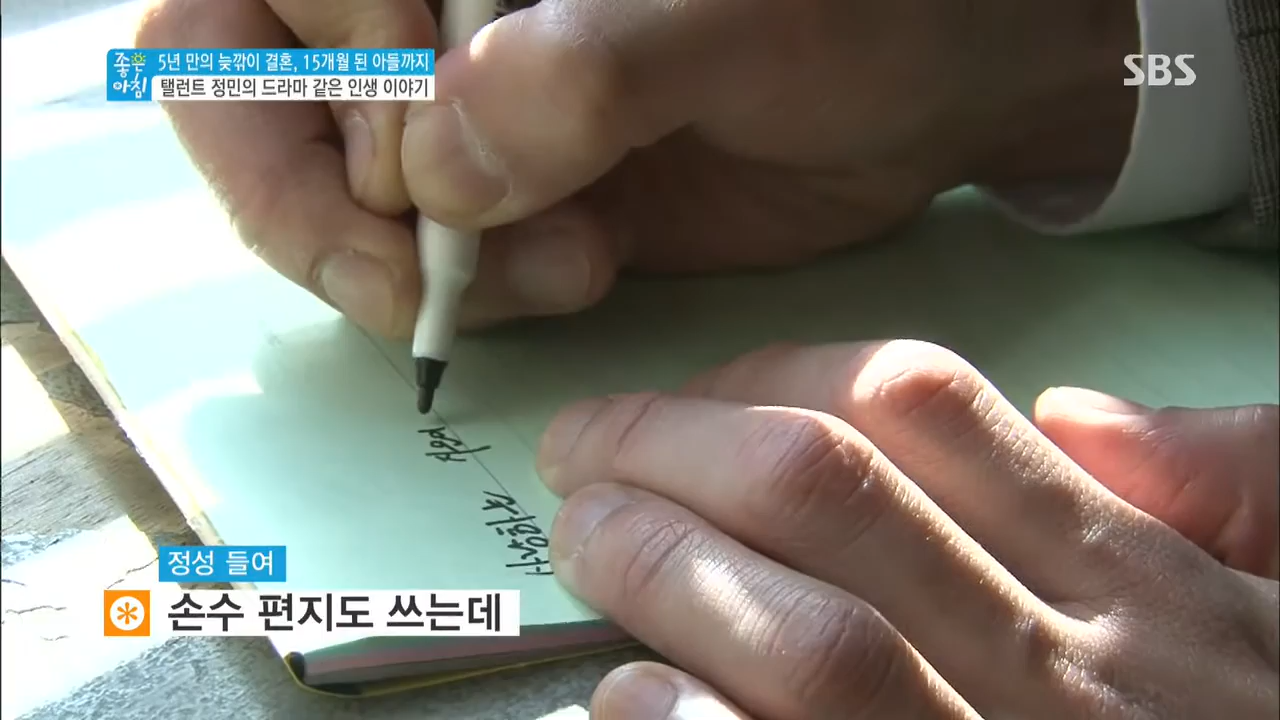 좋은
아침
5년 만의 늦깎이 결혼, 15개월 된 아들까지
탤런트 정민의 드라마 같은 인생 이야기
SBS
사랑하는
정성 들여
손수 편지도 쓰는데